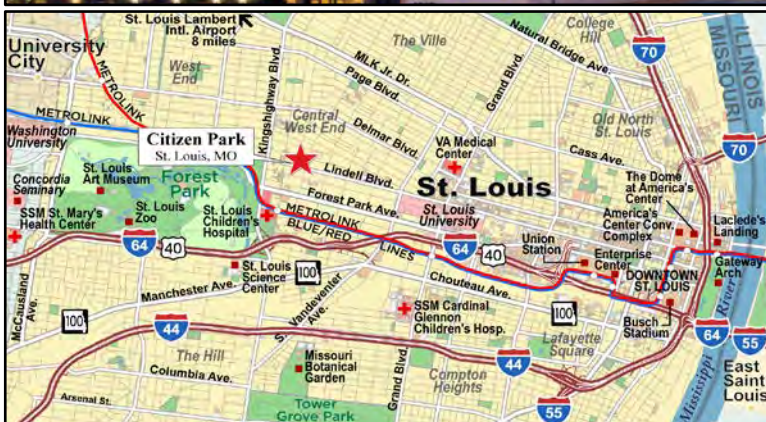 St. Louis Lambert
Intl. Airport
8 miles
University
City
West
End
Kingshighway Blvd.
The Ville
College
Hill
Natural Bridge Ave.
70
MISSOURI
ILLINOIS
METROLINK
MLK Jr. Dr.
Page Blvd.
Grand Blvd.
Old North
St. Louis
METROLINK
Central
West End
Delmar Blvd.
Washington
University
Citizen Park
St. Louis, MO
VA Medical
Center
Cass Ave.
70
Lindell Blvd.
The Dome
at America's
Center
Concordia
Seminary
St. Louis
Art Museum
Forest
Park
St. Louis
Forest Park Ave.
America's
Center Conv.
Complex
Laclede's
Landing
SSM St. Mary's
Health Center
St. Louis
Zoo
St. Louis
Children's
Hospital
METROLINK
BLUE/RED
LINES
St. Louis
University
64
40
64
40
Union
Station
Enterprise
Center
DOWNTOWN
ST. LOUIS
Gateway
Arch
St. Louis
Science
Center
100
Chouteau Ave.
River
McCausland
Ave.
Manchester Ave.
S. Vandeventer
Ave.
SSM Cardinal
Glennon
Children's Hosp.
100
Busch
Stadium
100
44
64
55
The Hill
Columbia Ave.
Missouri
Botanical
Garden
Grand Blvd.
Lafayette
Square
44
Compton
Heights
Mississippi
East
Saint
Louis
Arsenal St.
Tower
Grove Park
55